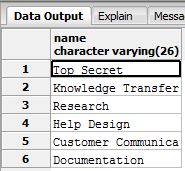 Data Output Explain Messa
name
character varying(26)
1 Top Secret
2 Knowledge Transfer
3 Research
4 Help Design
5 Customer Communica
6 Documentation